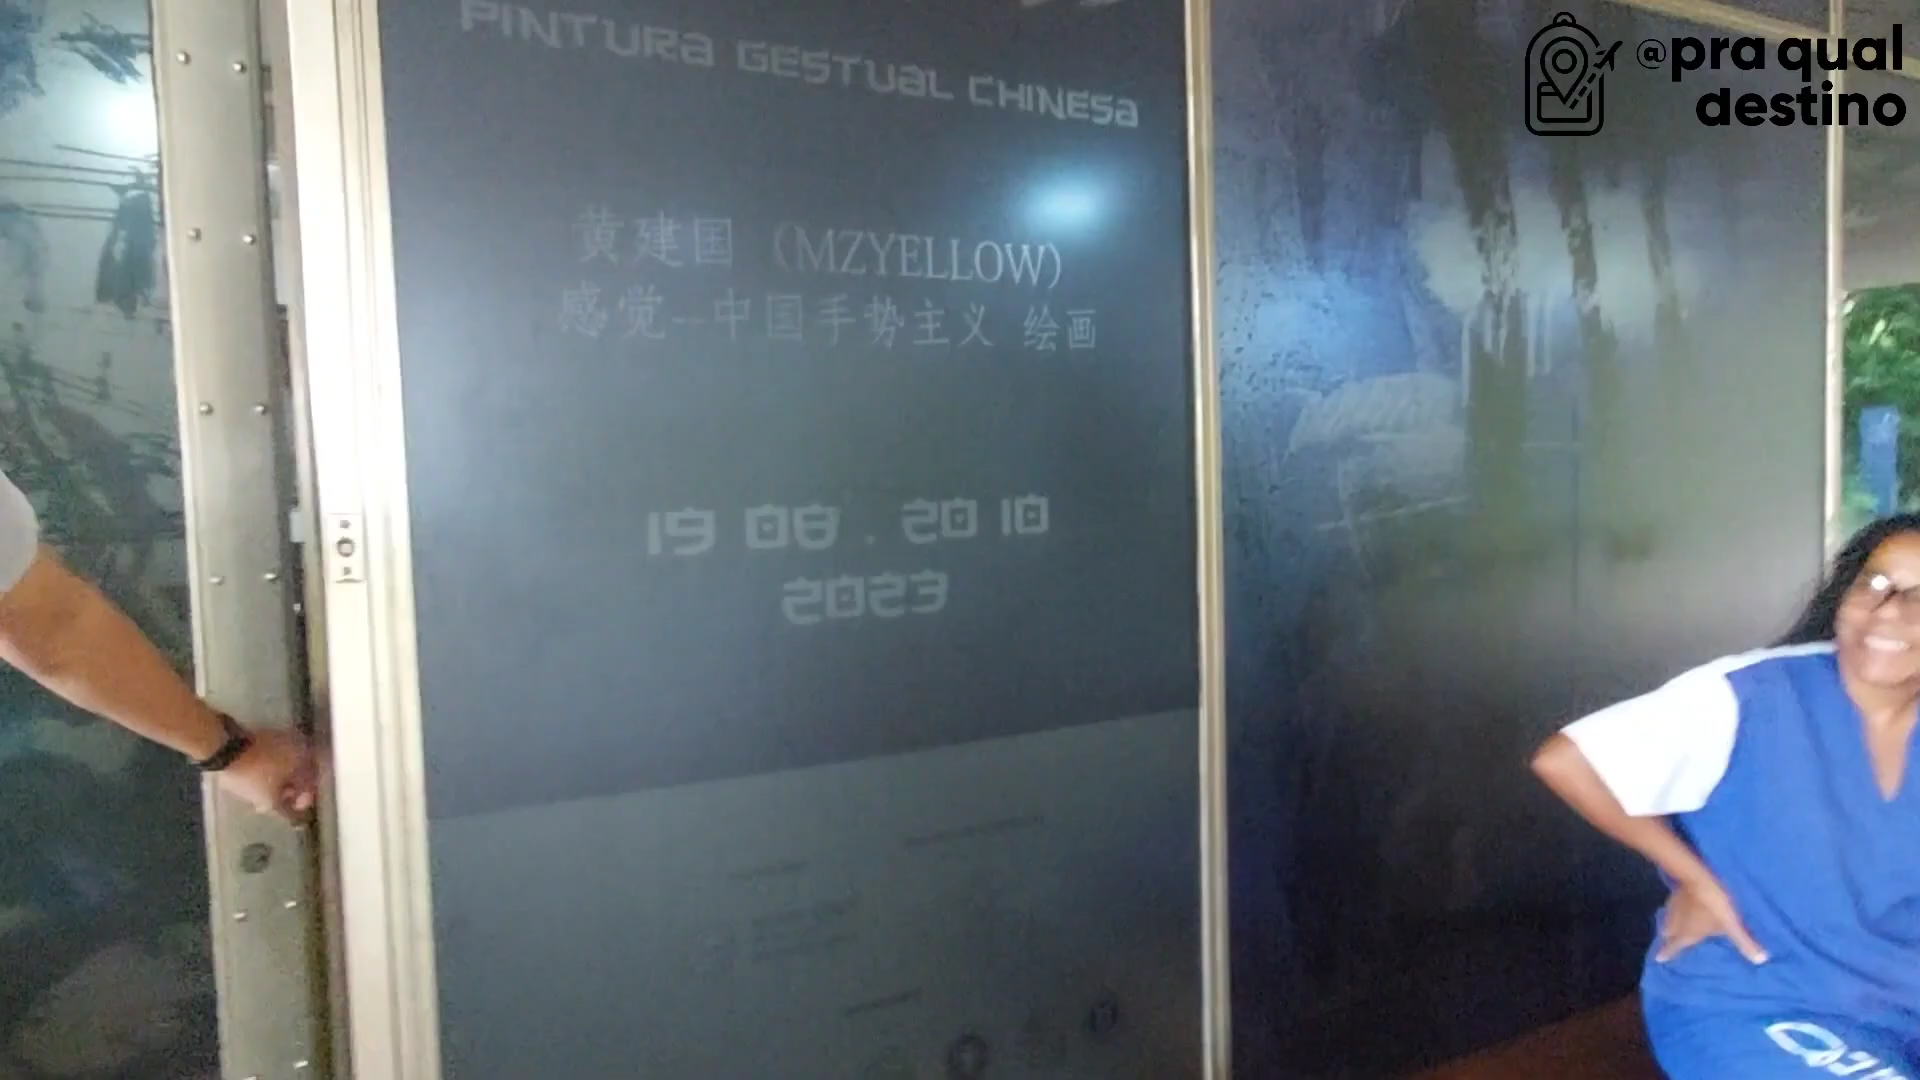 @pra qual
destino
PINTURA GESTUAL CHINESA
黄建国 (MZYELLOW)
感觉--中国手势主义 绘画
19 08 . 20 10
2023